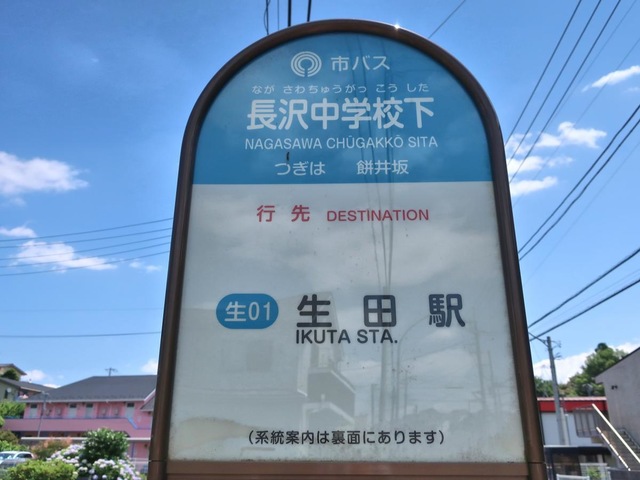 市バス
ながさわちゅうがっこうした
長沢中学校下
NAGASAWA CHŪGAKKŌ SITA
つぎは 餅井坂
行先 DESTINATION
生01 生田駅
IKUTA STA.
(系統案内は裏面にあります)